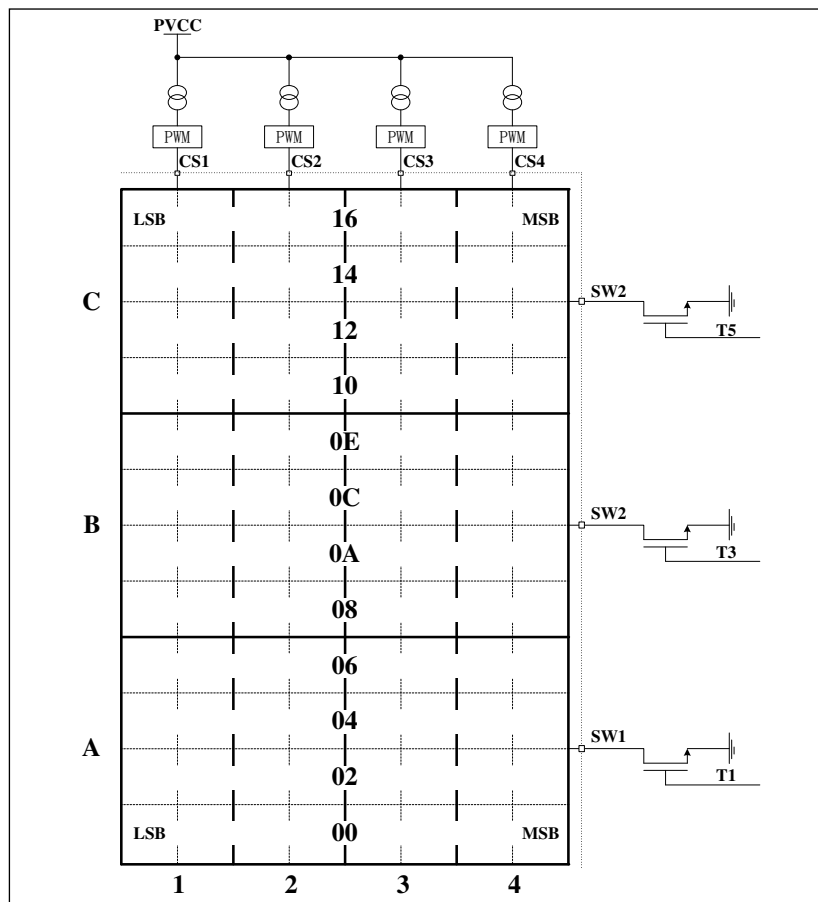 PVCC
PWM PWM PWM PWM
CS1 CS2 CS3 CS4
LSB 16 MSB
14
C SW2
12 T5
10
0E
0C
B SW2
0A T3
08
06
04
A SW1
02 T1
LSB 00 MSB
1 2 3 4